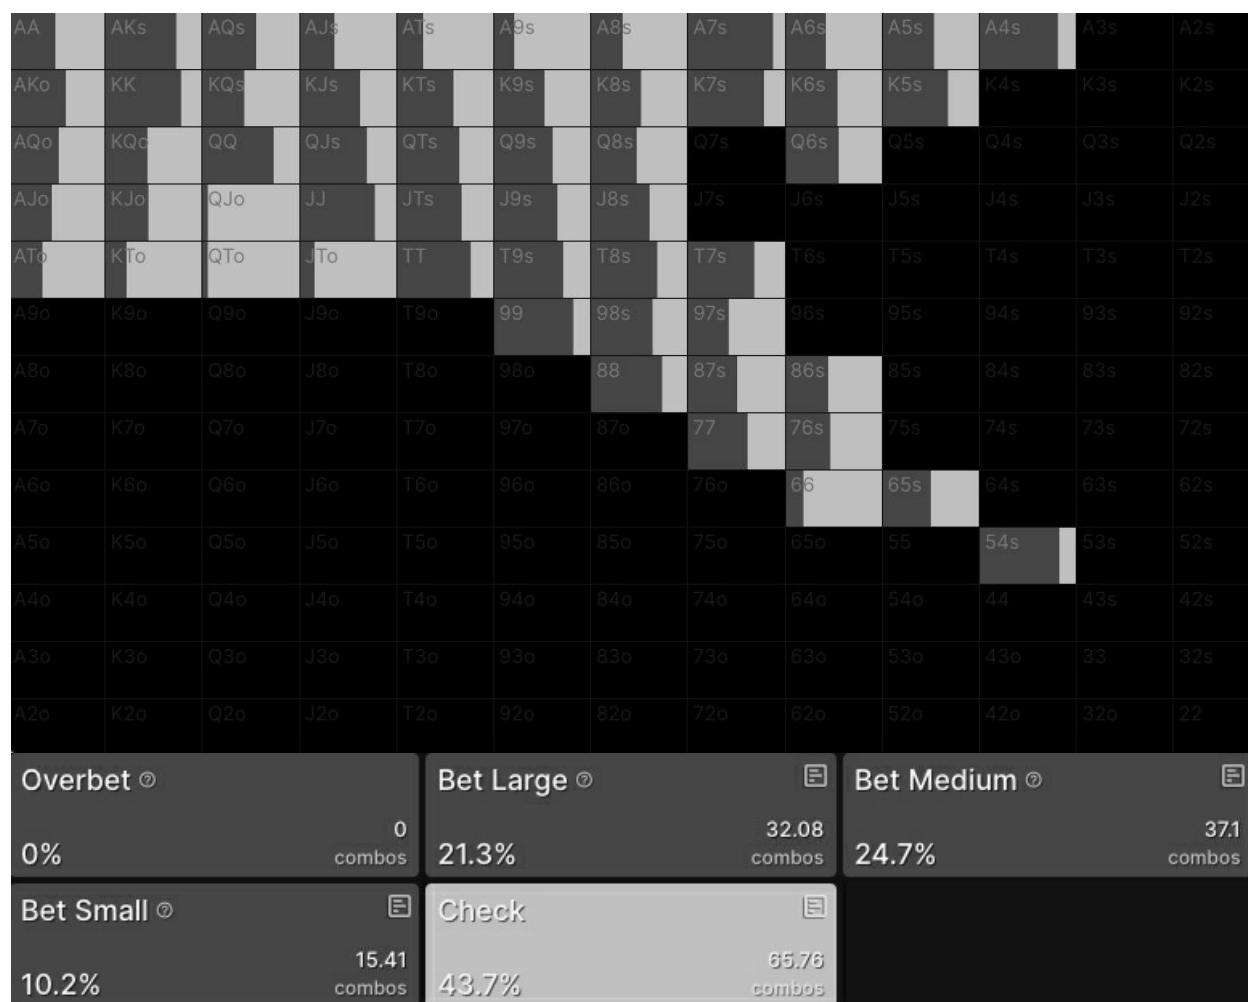 AA AKs AQs AJs ATs A9s A8s A7s A6s A5s A4s A3s A2s
AKo KK KQs KJs KTs K9s K8s K7s K6s K5s K4s K3s K2s
AQo KQo QQ QJs QTs Q9s Q8s Q7s Q6s Q5s Q4s Q3s Q2s
AJo KJo QJo JJ JTs J9s J8s J7s J6s J5s J4s J3s J2s
ATo KTo QTo JTo TT T9s T8s T7s T6s T5s T4s T3s T2s
A9o K9o Q9o J9o T9o 99 98s 97s 96s 95s 94s 93s 92s
A8o K8o Q8o J8o T8o 98o 88 87s 86s 85s 84s 83s 82s
A7o K7o Q7o J7o T7o 97o 87o 77 76s 75s 74s 73s 72s
A6o K6o Q6o J6o T6o 96o 86o 76o 66 65s 64s 63s 62s
A5o K5o Q5o J5o T5o 95o 85o 75o 65o 55 54s 53s 52s
A4o K4o Q4o J4o T4o 94o 84o 74o 64o 54o 44 43s 42s
A3o K3o Q3o J3o T3o 93o 83o 73o 63o 53o 43o 33 32s
A2o K2o Q2o J2o T2o 92o 82o 72o 62o 52o 42o 32o 22
Overbet ? Bet Large ? Bet Medium ?
0 32.08 37.1
0% combos 21.3% combos 24.7% combos
Bet Small ? Check
15.41 65.76
10.2% combos 43.7% combos